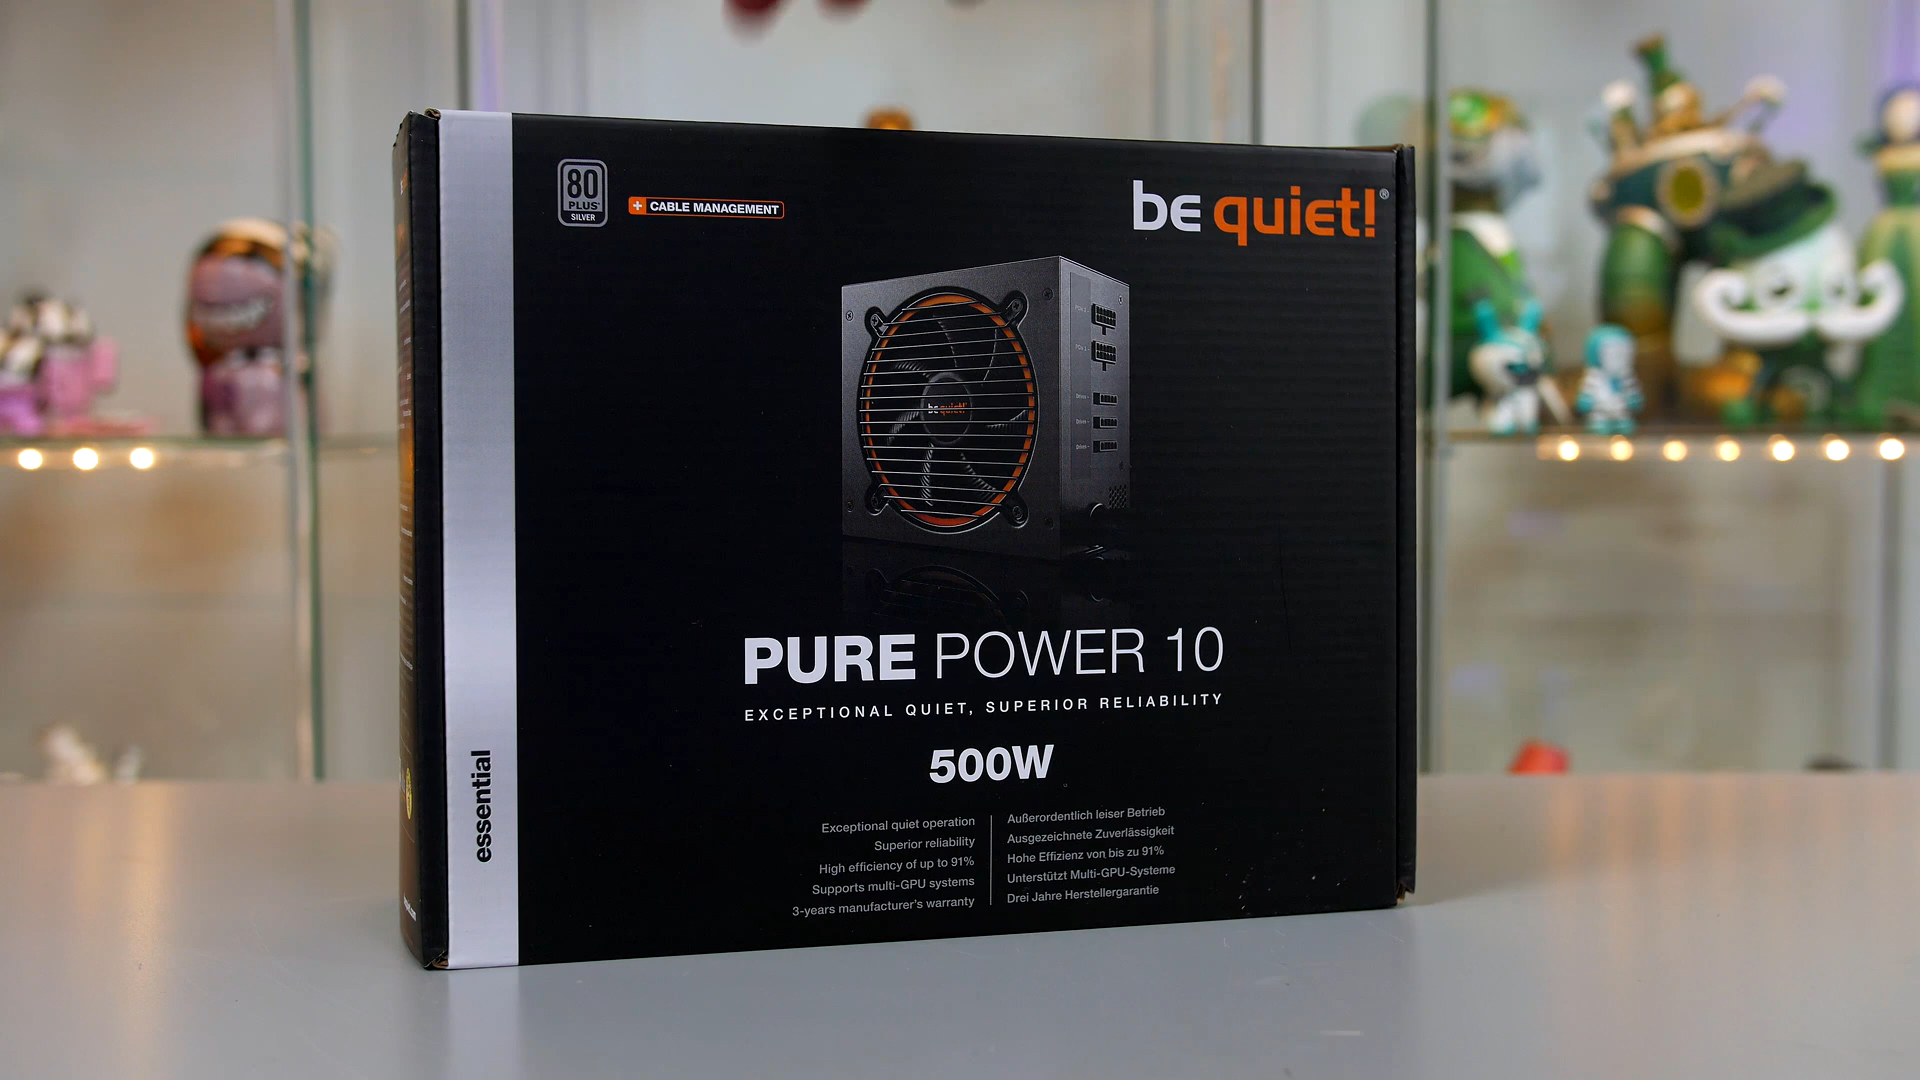 80
PLUS
SILVER
+ CABLE MANAGEMENT
be quiet!®
be quiet!
PURE POWER 10
EXCEPTIONAL QUIET, SUPERIOR RELIABILITY
500W
Exceptional quiet operation
Superior reliability
High efficiency of up to 91%
Supports multi-GPU systems
3-years manufacturer's warranty
Außerordentlich leiser Betrieb
Ausgezeichnete Zuverlässigkeit
Hohe Effizienz von bis zu 91%
Unterstützt Multi-GPU-Systeme
Drei Jahre Herstellergarantie
essential